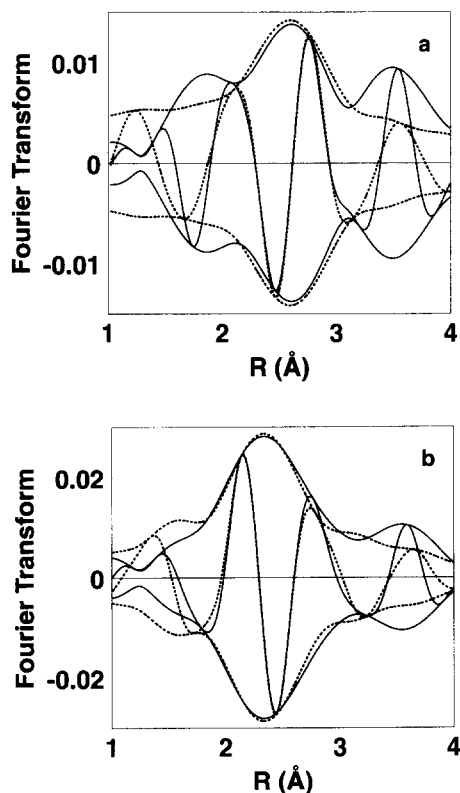 a
0.01
0
-0.01
Fourier Transform
1 2 3 4
R (Å)
b
0.02
0
-0.02
Fourier Transform
1 2 3 4
R (Å)